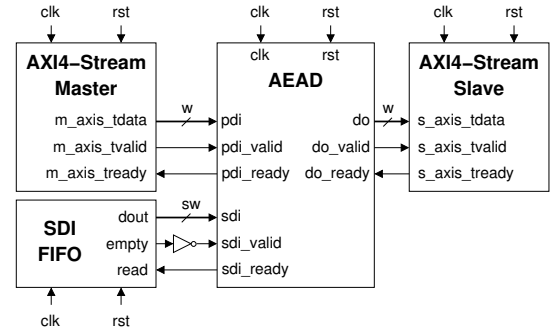 clk rst clk rst clk rst
AXI4–Stream
Master
m_axis_tdata
m_axis_tvalid
m_axis_tready
w
clk rst
AEAD
pdi
pdi_valid
pdi_ready
do
do_valid
do_ready
w
AXI4–Stream
Slave
s_axis_tdata
s_axis_tvalid
s_axis_tready
SDI
FIFO
dout
empty
read
sw
sdi
sdi_valid
sdi_ready
clk rst